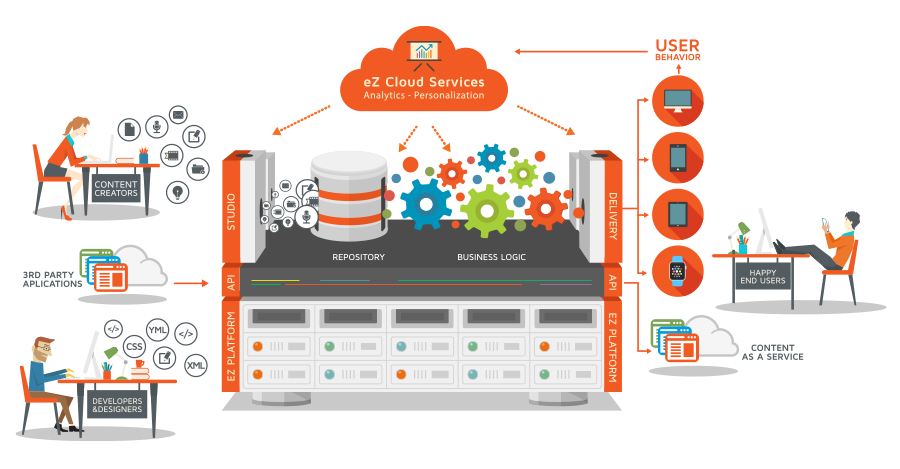 eZ Cloud Services
Analytics - Personalization
USER
BEHAVIOR
CONTENT
CREATORS
STUDIO
DELIVERY
REPOSITORY
BUSINESS LOGIC
3RD PARTY
APLICATIONS
API
API
HAPPY
END USERS
EZ PLATFORM
EZ PLATFORM
CONTENT
AS A SERVICE
</>
YML
</>
CSS
XML
DEVELOPERS
&DESIGNERS